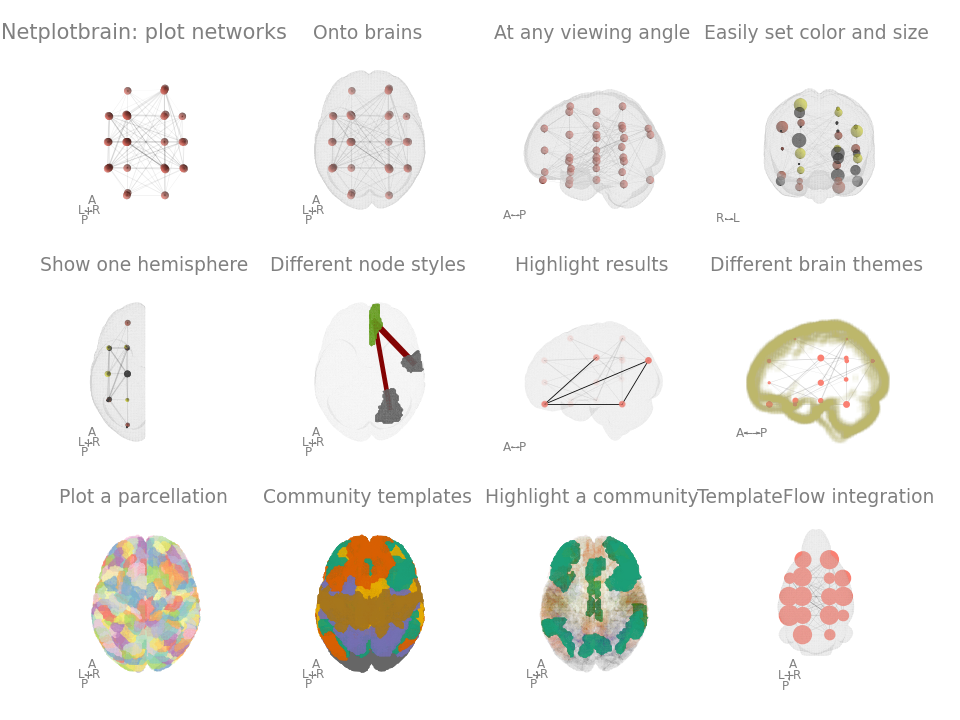 Netplotbrain: plot networks
Onto brains
At any viewing angle
Easily set color and size
A
L+R
P
A
L+R
P
A↔P
R↔L
Show one hemisphere
Different node styles
Highlight results
Different brain themes
A
L+R
P
A
L+R
P
A↔P
A↔P
Plot a parcellation
Community templates
Highlight a community
TemplateFlow integration
A
L+R
P
A
L+R
P
A
L+R
P
A
L+R
P